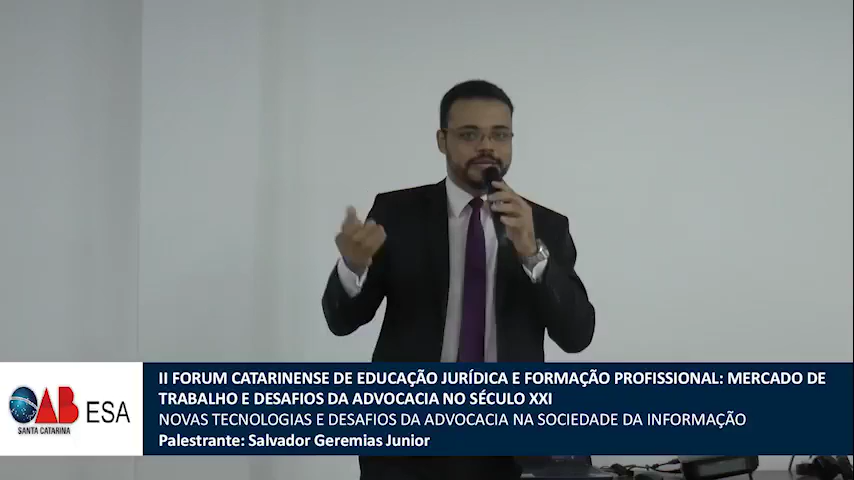 II FORUM CATARINENSE DE EDUCAÇÃO JURÍDICA E FORMAÇÃO PROFISSIONAL: MERCADO DE
TRABALHO E DESAFIOS DA ADVOCACIA NO SÉCULO XXI
NOVAS TECNOLOGIAS E DESAFIOS DA ADVOCACIA NA SOCIEDADE DA INFORMAÇÃO
Palestrante: Salvador Geremias Junior
OAB ESA
SANTA CATARINA